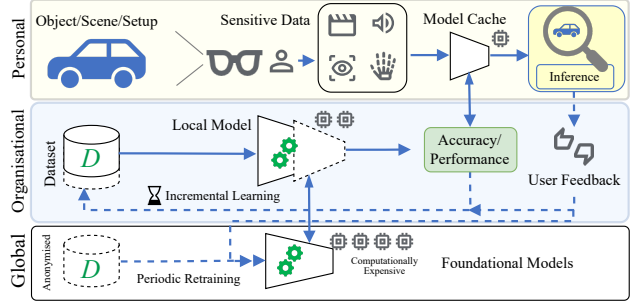 Personal
Object/Scene/Setup
Sensitive Data
Model Cache
Inference
Organisational
Dataset
D
Local Model
Accuracy/
Performance
User Feedback
Incremental Learning
Global
Anonymised
D
Periodic Retraining
Computationally
Expensive
Foundational Models